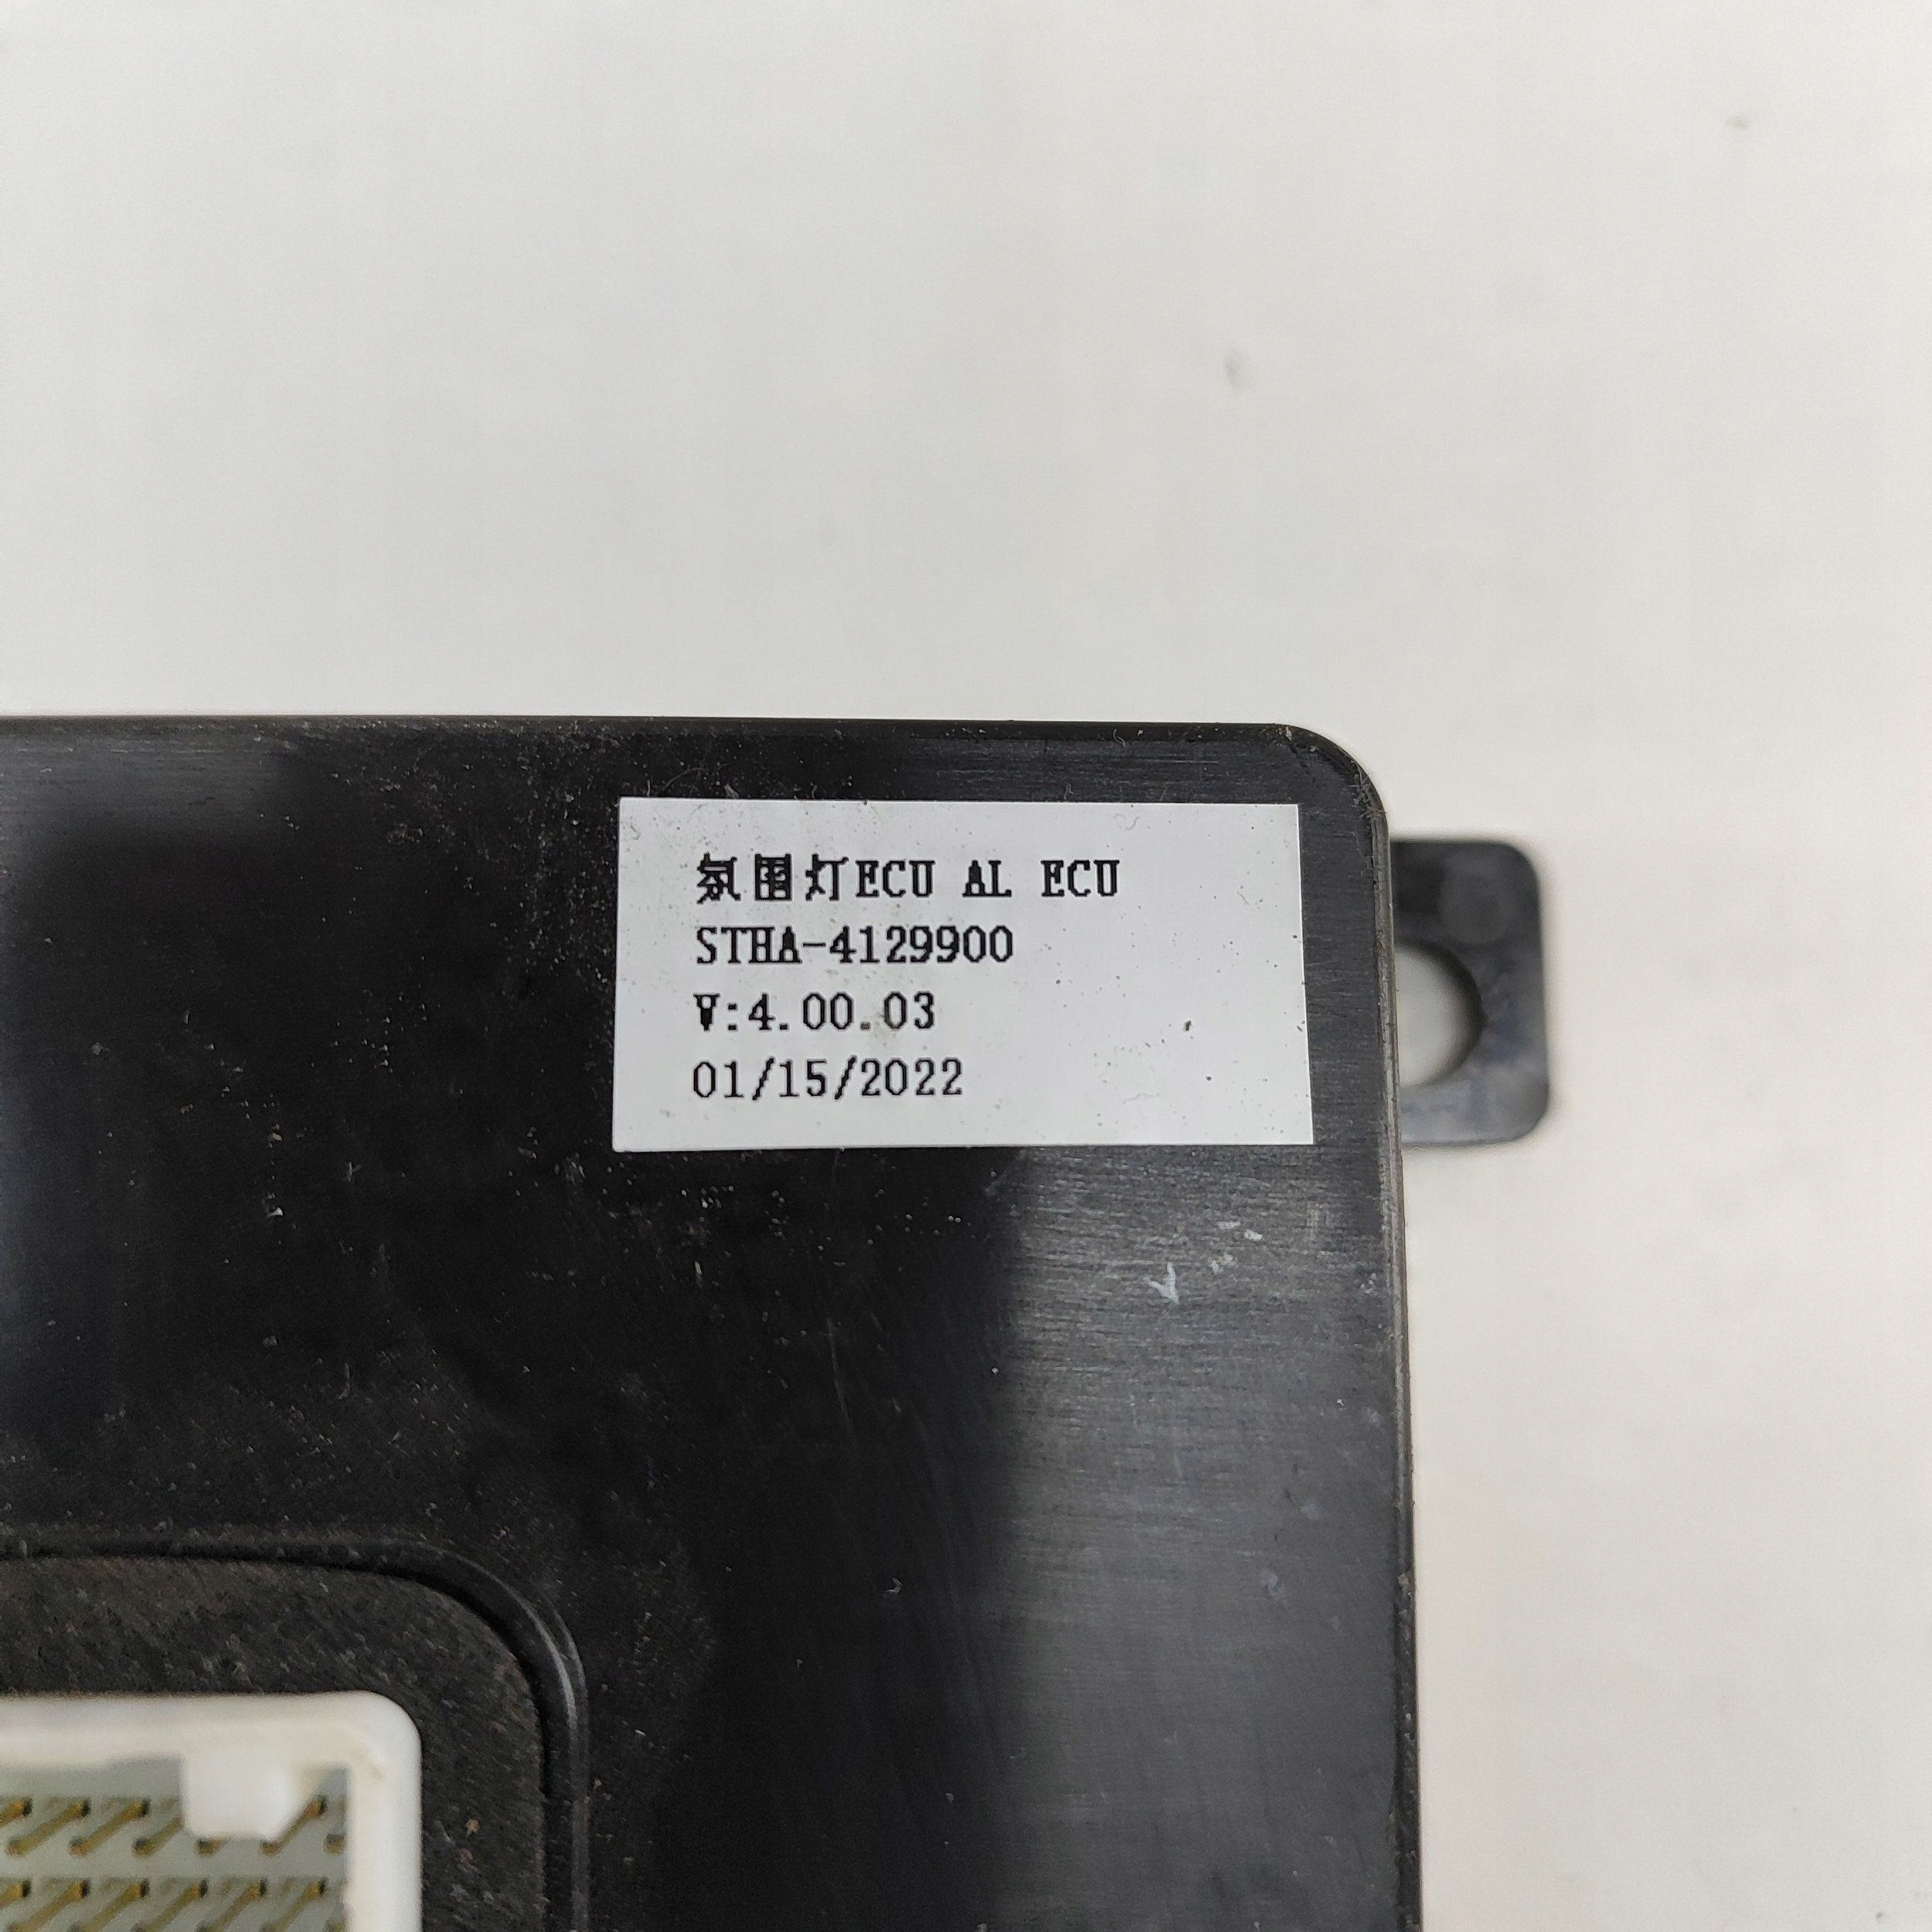 氛围灯ECU AL ECU
STHA-4129900
V:4.00.03
01/15/2022